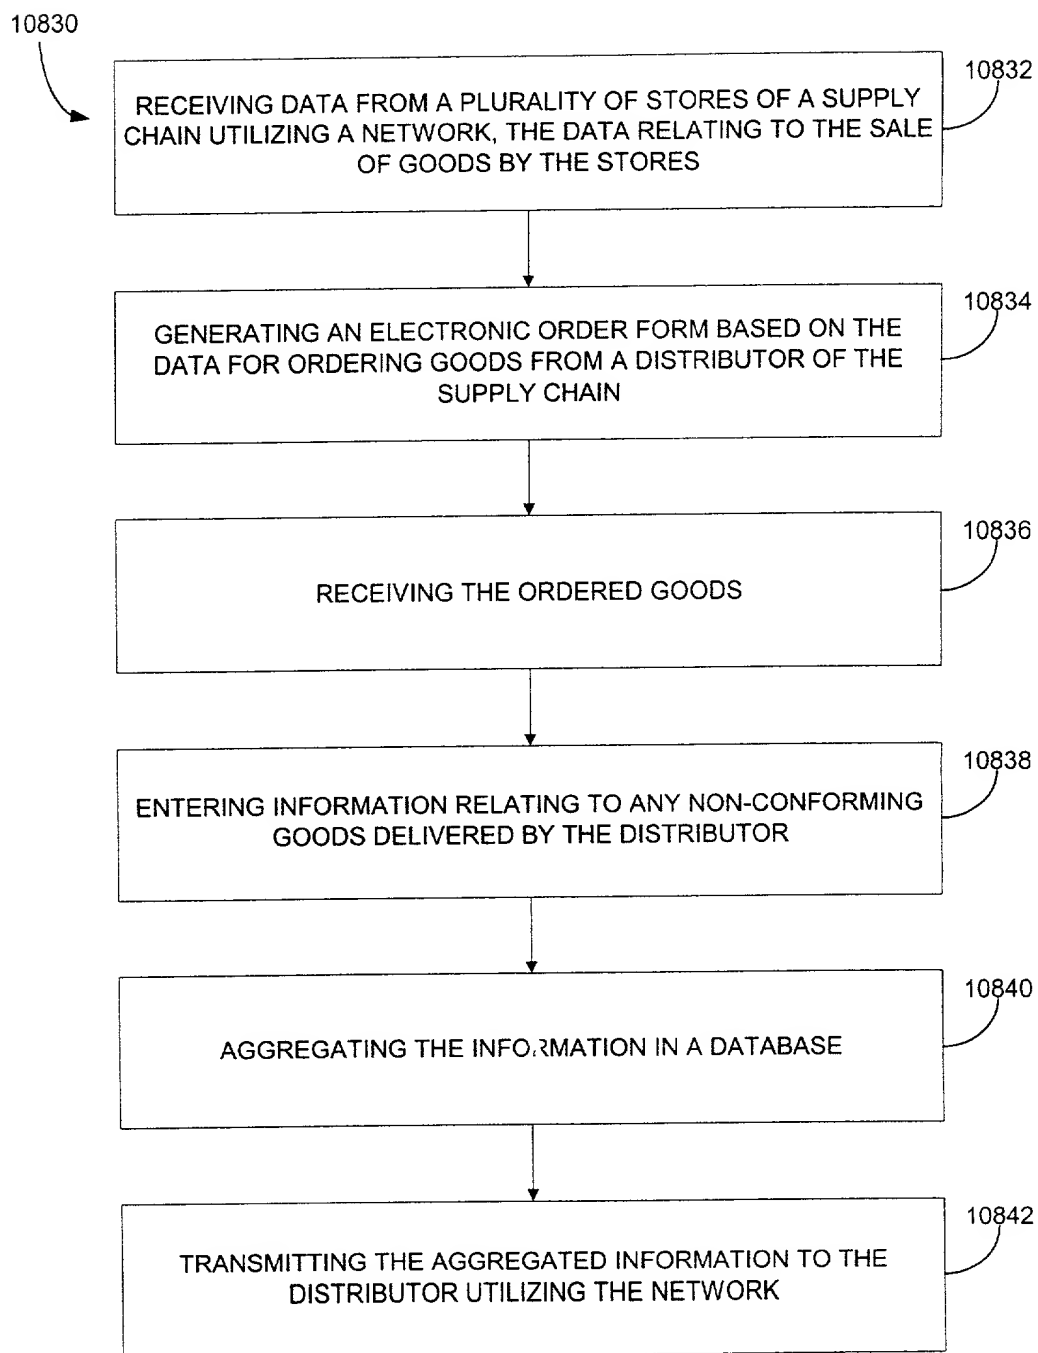 10830
10832
RECEIVING DATA FROM A PLURALITY OF STORES OF A SUPPLY
CHAIN UTILIZING A NETWORK, THE DATA RELATING TO THE SALE
OF GOODS BY THE STORES
10834
GENERATING AN ELECTRONIC ORDER FORM BASED ON THE
DATA FOR ORDERING GOODS FROM A DISTRIBUTOR OF THE
SUPPLY CHAIN
10836
RECEIVING THE ORDERED GOODS
10838
ENTERING INFORMATION RELATING TO ANY NON-CONFORMING
GOODS DELIVERED BY THE DISTRIBUTOR
10840
AGGREGATING THE INFORMATION IN A DATABASE
10842
TRANSMITTING THE AGGREGATED INFORMATION TO THE
DISTRIBUTOR UTILIZING THE NETWORK